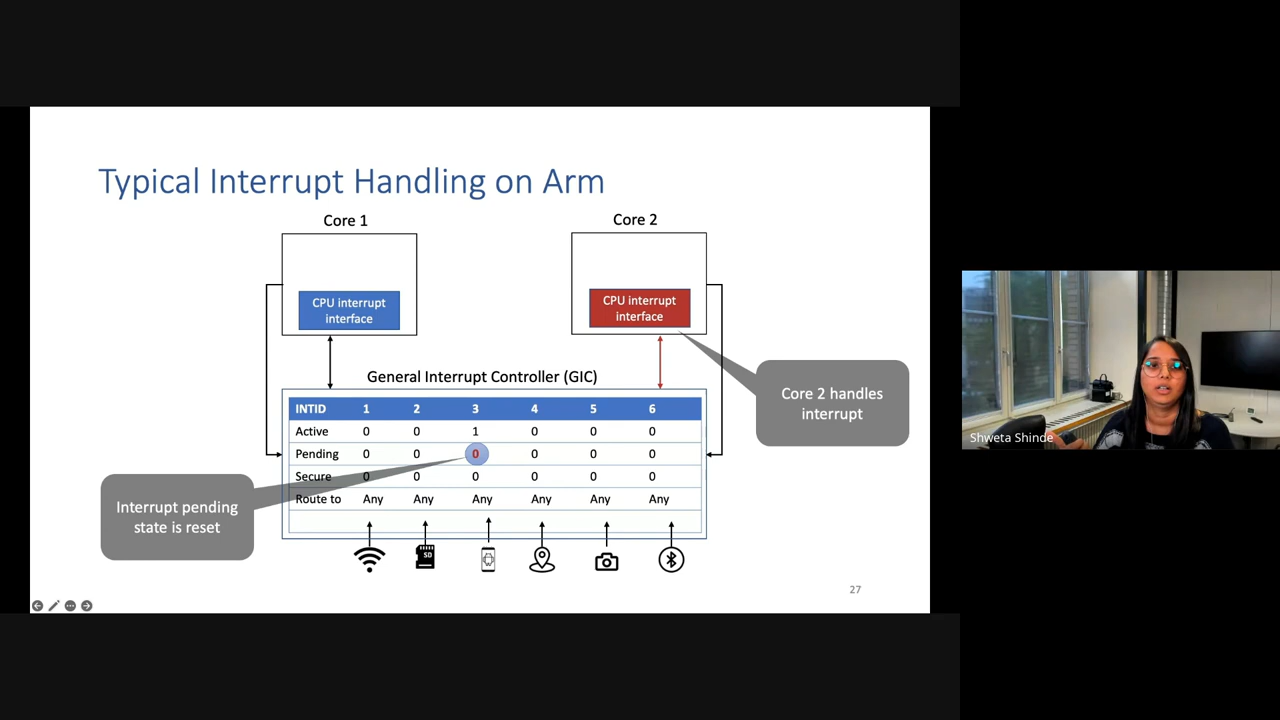 Typical Interrupt Handling on Arm
Core 1
Core 2
CPU interrupt
interface
CPU interrupt
interface
General Interrupt Controller (GIC)
Core 2 handles
interrupt
INTID 1 2 3 4 5 6
Active 0 0 1 0 0 0
Pending 0 0 0 0 0 0
Secure 0 0 0 0 0 0
Route to Any Any Any Any Any Any
Interrupt pending
state is reset
SD
27
Shweta Shinde